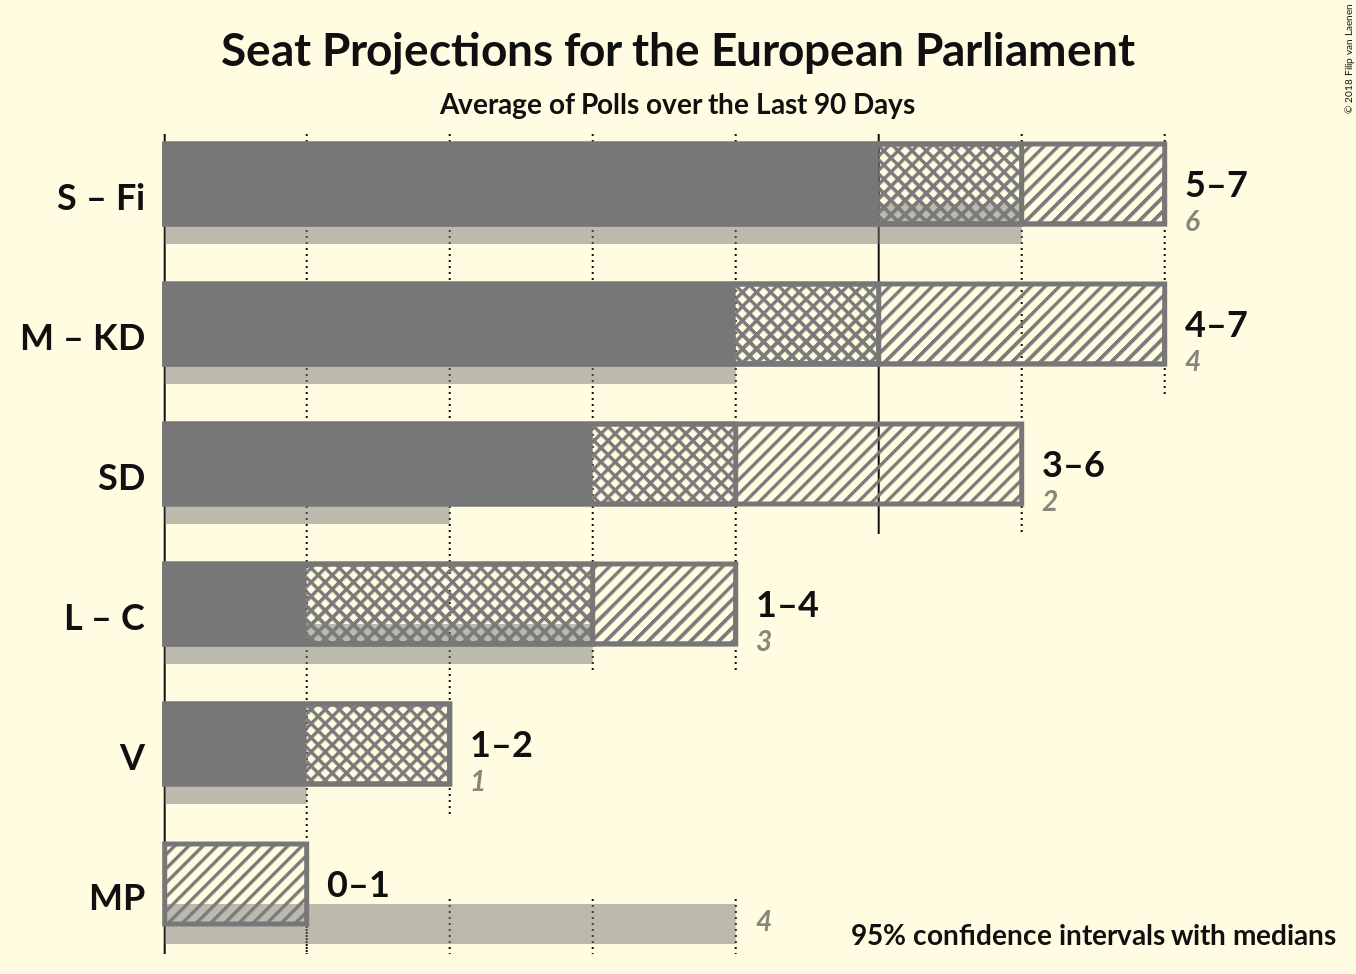 Seat Projections for the European Parliament
Average of Polls over the Last 90 Days
© 2018 Filip van Laenen
S – Fi
5–7
6
M – KD
4–7
4
SD
3–6
2
L – C
1–4
3
V
1–2
1
MP
0–1
4
95% confidence intervals with medians